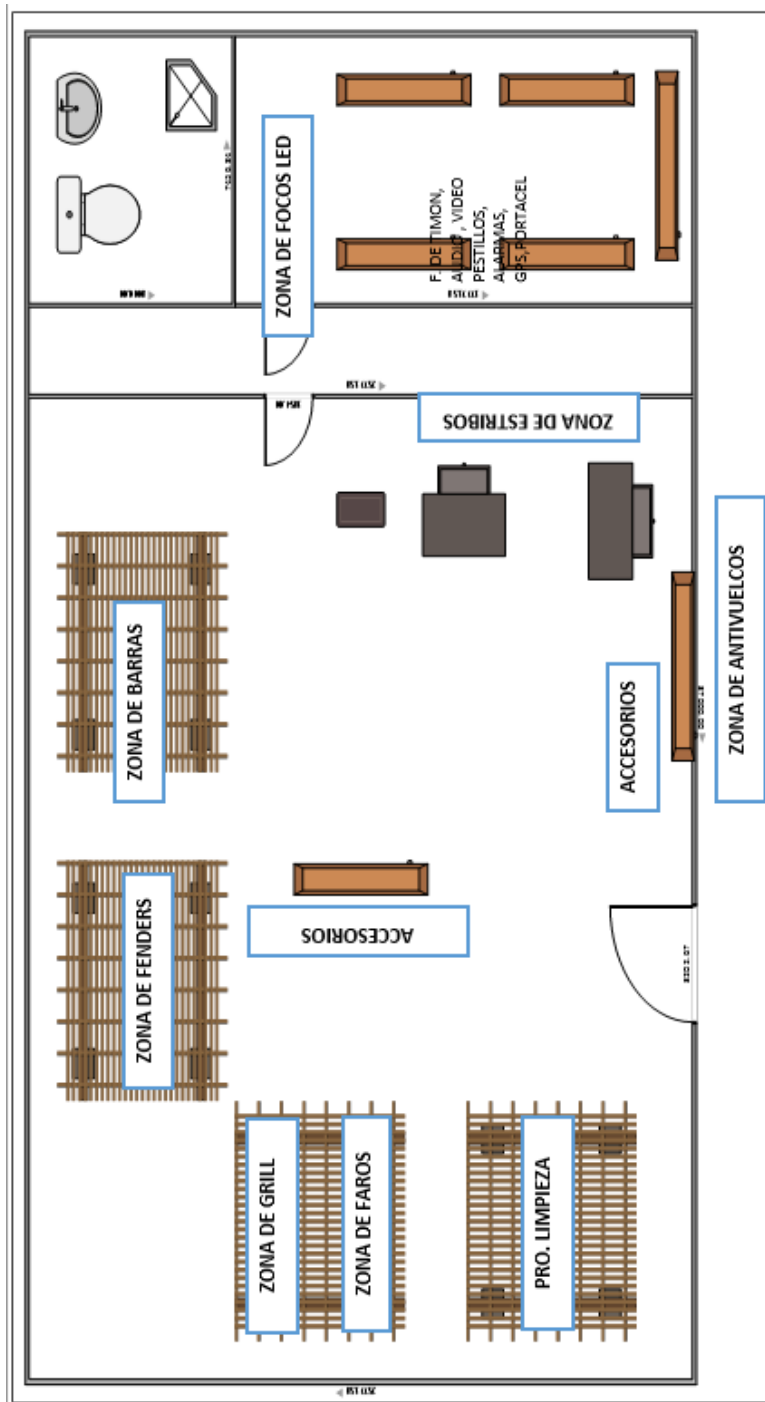 ZONA DE FOCOS LED
F. DE TIMON,
AUDIO , VIDEO
PESTILLOS,
ALARMAS,
GPS,PORTACEL
ZONA DE ESTRIBOS
ZONA DE BARRAS
ACCESORIOS
ZONA DE ANTIVUELCOS
ZONA DE FENDERS
ACCESORIOS
ZONA DE GRILL
ZONA DE FAROS
PRO. LIMPIEZA